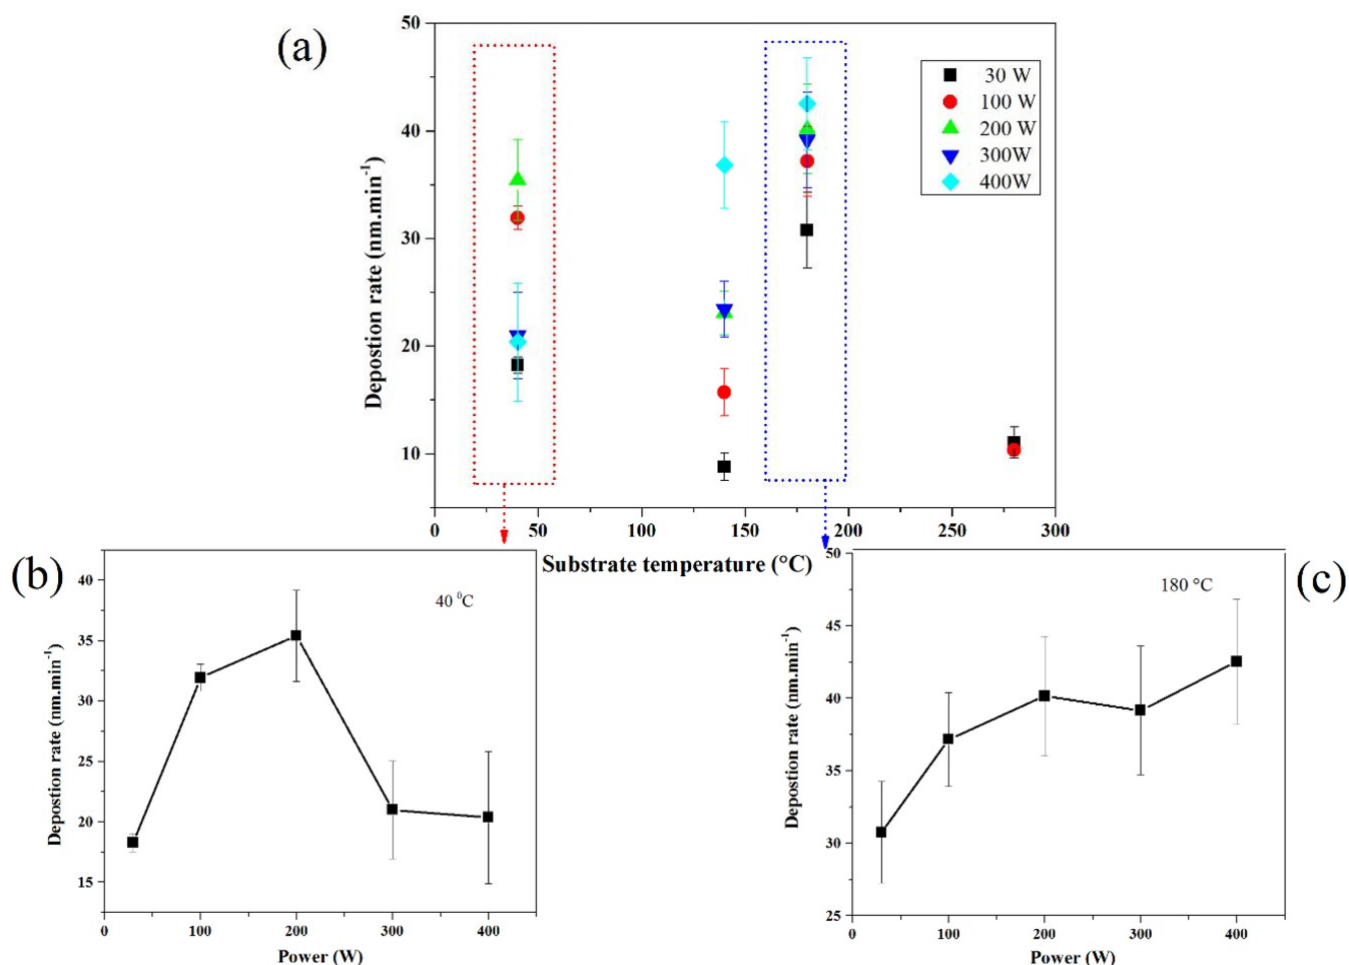 (a)
50
40
30
20
10
Depostion rate (nm.min-1)
30 W
100 W
200 W
300W
400W
0 50 100 150 200 250 300
Substrate temperature (°C)
(b)
40 0C
40
35
30
25
20
15
Depostion rate (nm.min-1)
0 100 200 300 400
Power (W)
(c)
180 °C
50
45
40
35
30
25
Depostion rate (nm.min-1)
0 100 200 300 400
Power (W)